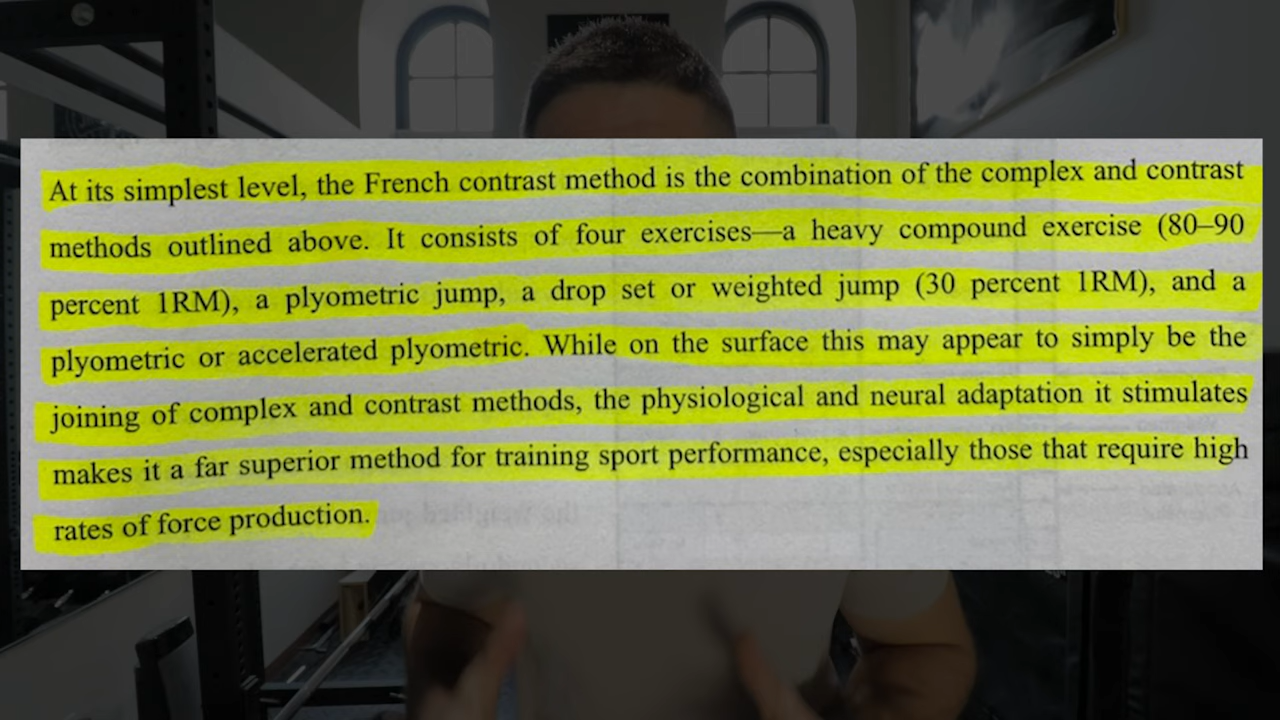 At its simplest level, the French contrast method is the combination of the complex and contrast
methods outlined above. It consists of four exercises—a heavy compound exercise (80–90
percent 1RM), a plyometric jump, a drop set or weighted jump (30 percent 1RM), and a
plyometric or accelerated plyometric. While on the surface this may appear to simply be the
joining of complex and contrast methods, the physiological and neural adaptation it stimulates
makes it a far superior method for training sport performance, especially those that require high
rates of force production.